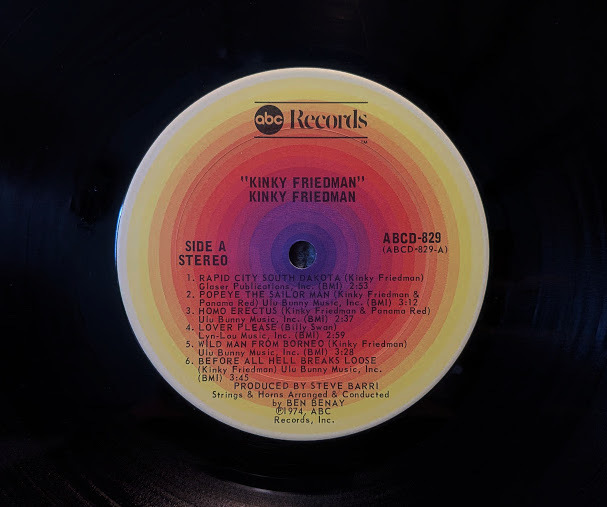 abc Records
TM
"KINKY FRIEDMAN"
KINKY FRIEDMAN
SIDE A
STEREO
ABCD-829
(ABCD-829-A)
1. RAPID CITY SOUTH DAKOTA (Kinky Friedman)
Glaser Publications, Inc. (BMI) 2:53
2. POPEYE THE SAILOR MAN (Kinky Friedman &
Panama Red) Ulu Bunny Music, Inc. (BMI) 3:12
3. HOMO ERECTUS (Kinky Friedman & Panama Red)
Ulu Bunny Music, Inc. (BMI) 2:37
4. LOVER PLEASE (Billy Swan)
Lyn-Lou Music, Inc. (BMI) 2:59
5. WILD MAN FROM BORNEO (Kinky Friedman)
Ulu Bunny Music, Inc. (BMI) 3:28
6. BEFORE ALL HELL BREAKS LOOSE
(Kinky Friedman) Ulu Bunny Music, Inc.
(BMI) 3:45
PRODUCED BY STEVE BARRI
Strings & Horns Arranged & Conducted
by BEN BENAY
℗1974, ABC
Records, Inc.